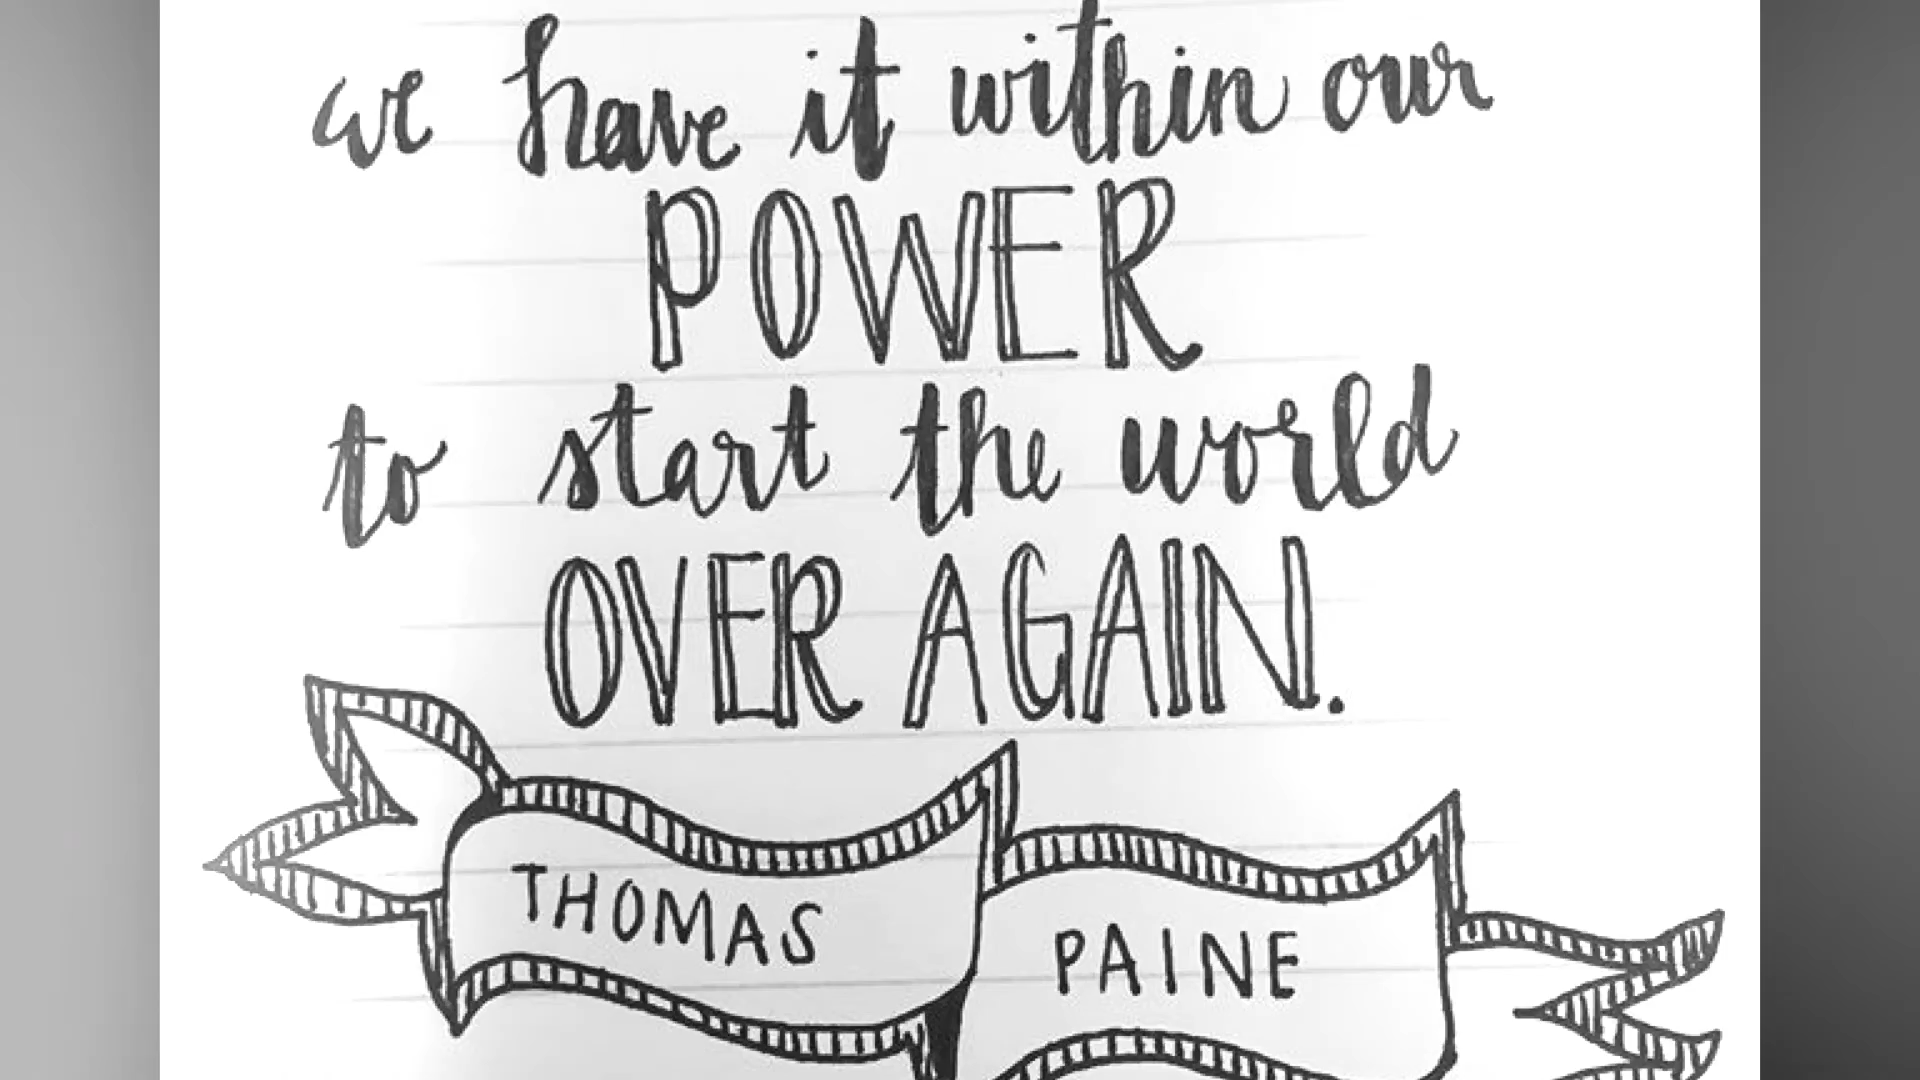 we have it within our
POWER
to start the world
OVER AGAIN.
THOMAS PAINE